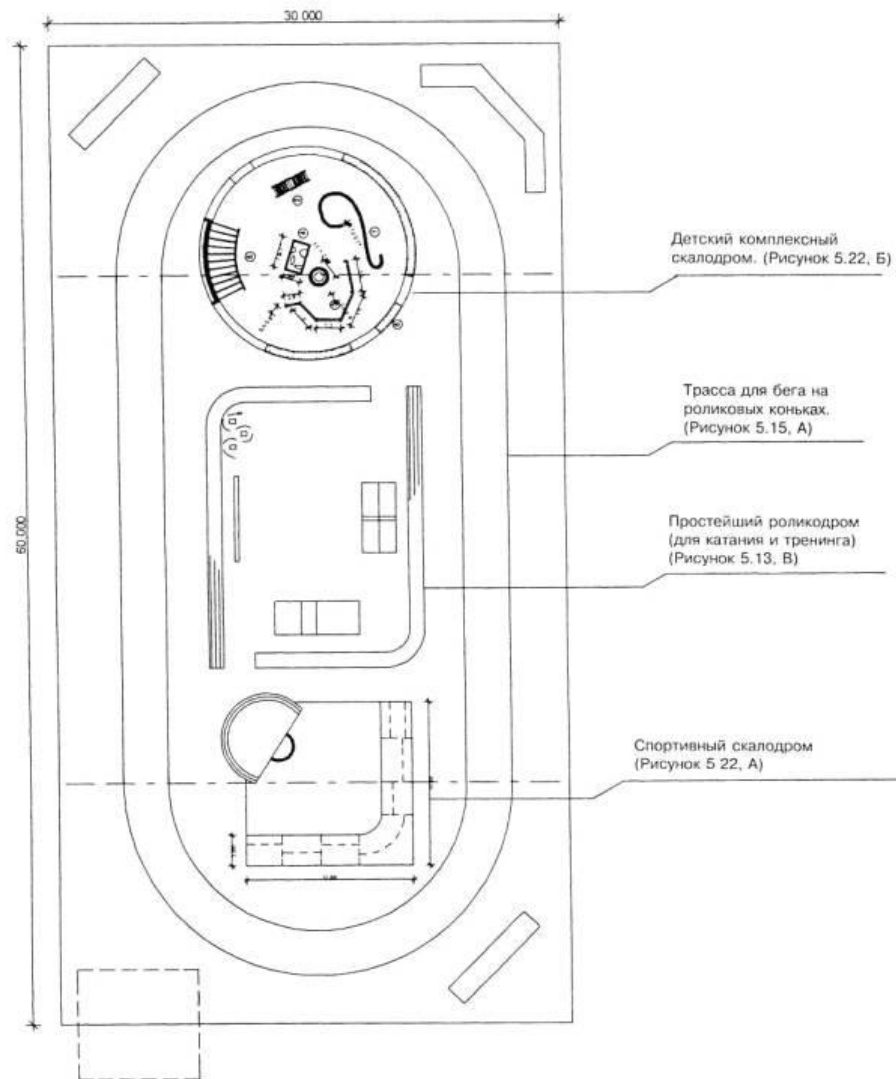 30.000
60.000
Детский комплексный
скалодром. (Рисунок 5.22, Б)
Трасса для бега на
роликовых коньках.
(Рисунок 5.15, А)
Простейший роликодром
(для катания и тренинга)
(Рисунок 5.13, В)
Спортивный скалодром
(Рисунок 5 22, А)